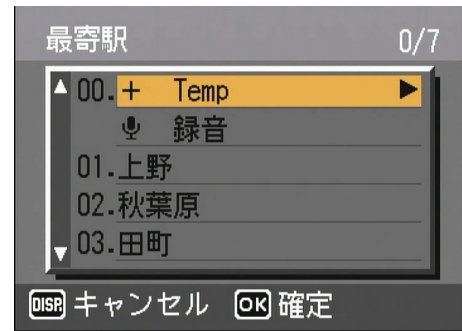 最寄駅 0/7
00.+ Temp
録音
01.上野
02.秋葉原
03.田町
DISP. キャンセル OK 確定